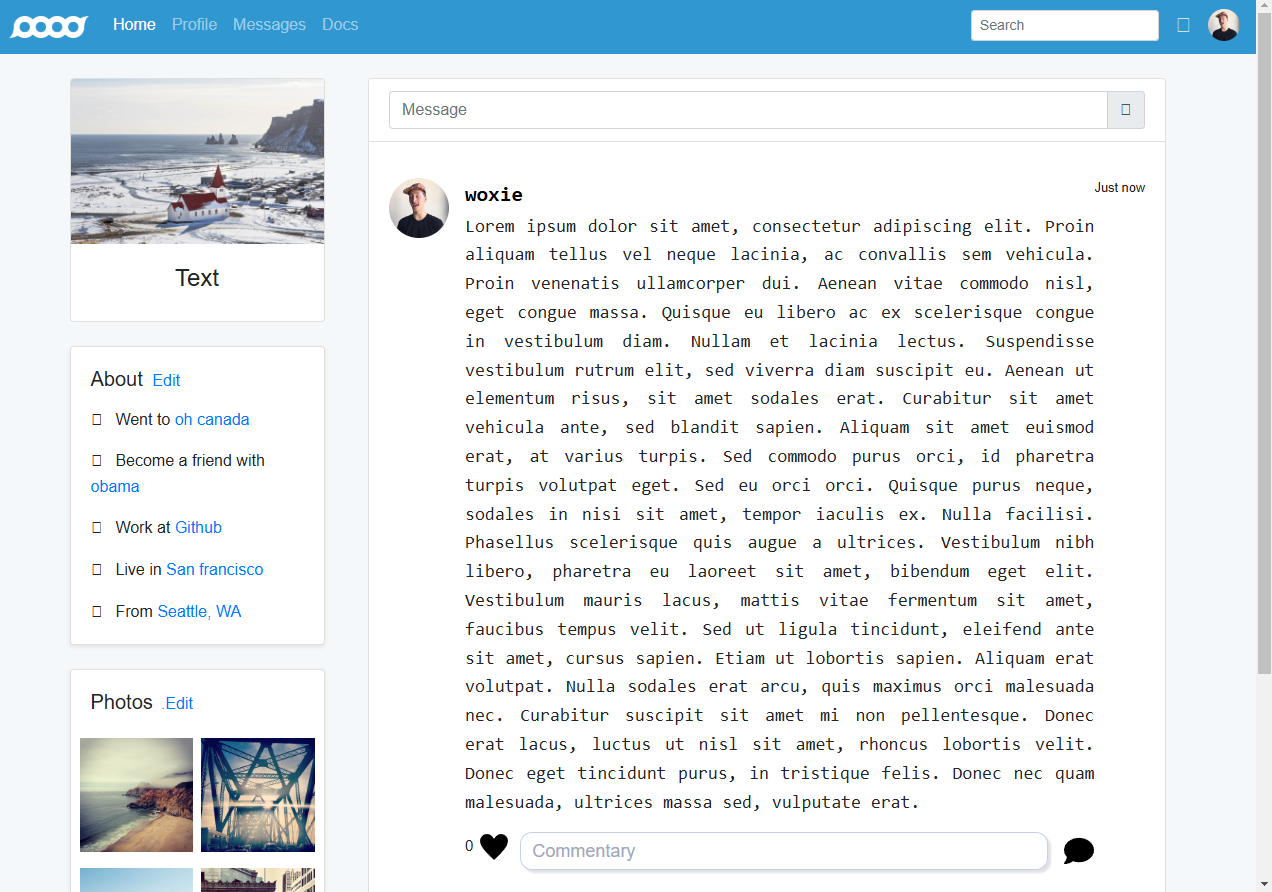 Home Profile Messages Docs Search
Text
About Edit
Went to oh canada
Become a friend with
obama
Work at Github
Live in San francisco
From Seattle, WA
Photos .Edit
Message
woxie
Just now
Lorem ipsum dolor sit amet, consectetur adipiscing elit. Proin
aliquam tellus vel neque lacinia, ac convallis sem vehicula.
Proin venenatis ullamcorper dui. Aenean vitae commodo nisl,
eget congue massa. Quisque eu libero ac ex scelerisque congue
in vestibulum diam. Nullam et lacinia lectus. Suspendisse
vestibulum rutrum elit, sed viverra diam suscipit eu. Aenean ut
elementum risus, sit amet sodales erat. Curabitur sit amet
vehicula ante, sed blandit sapien. Aliquam sit amet euismod
erat, at varius turpis. Sed commodo purus orci, id pharetra
turpis volutpat eget. Sed eu orci orci. Quisque purus neque,
sodales in nisi sit amet, tempor iaculis ex. Nulla facilisi.
Phasellus scelerisque quis augue a ultrices. Vestibulum nibh
libero, pharetra eu laoreet sit amet, bibendum eget elit.
Vestibulum mauris lacus, mattis vitae fermentum sit amet,
faucibus tempus velit. Sed ut ligula tincidunt, eleifend ante
sit amet, cursus sapien. Etiam ut lobortis sapien. Aliquam erat
volutpat. Nulla sodales erat arcu, quis maximus orci malesuada
nec. Curabitur suscipit sit amet mi non pellentesque. Donec
erat lacus, luctus ut nisl sit amet, rhoncus lobortis velit.
Donec eget tincidunt purus, in tristique felis. Donec nec quam
malesuada, ultrices massa sed, vulputate erat.
0 Commentary